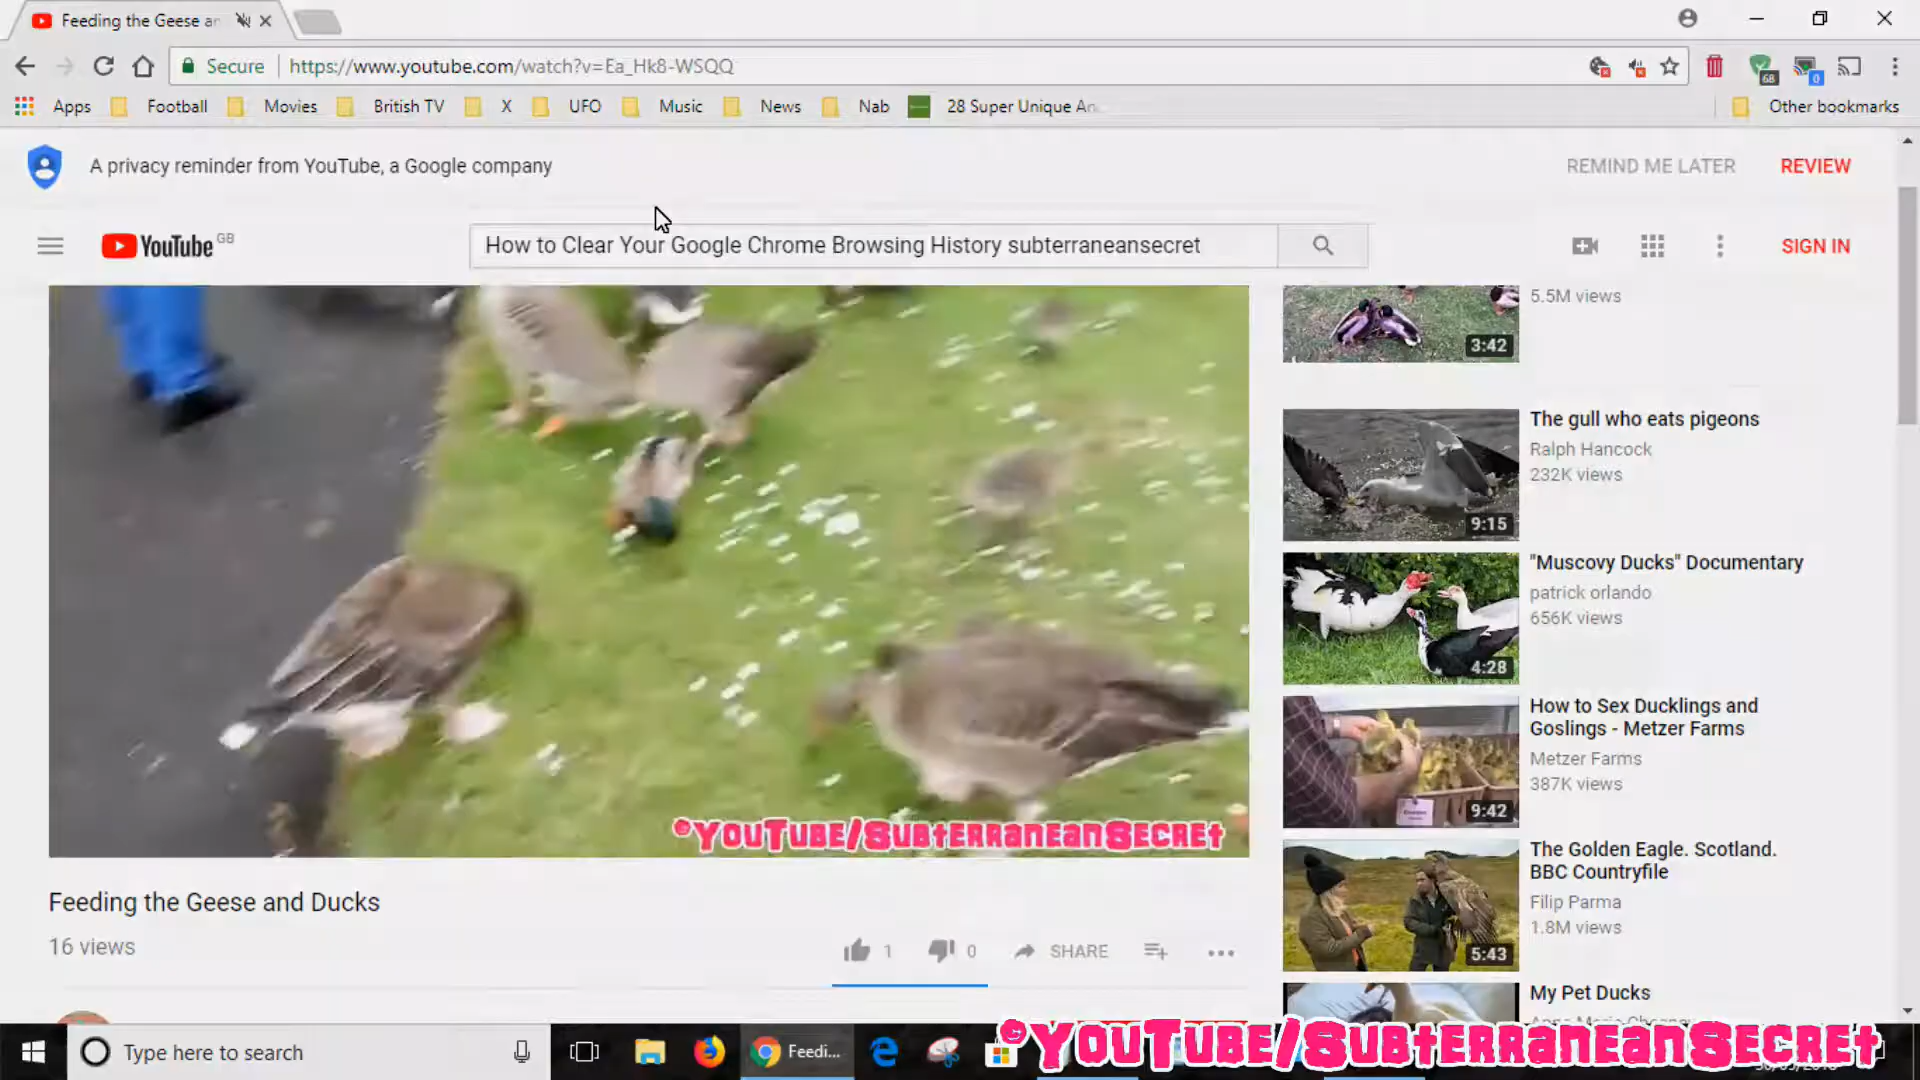 Feeding the Geese an
Secure
https://www.youtube.com/watch?v=Ea_Hk8-WSQQ
68
0
Apps
Football
Movies
British TV
X
UFO
Music
News
Nab
28 Super Unique An
Other bookmarks
A privacy reminder from YouTube, a Google company
REMIND ME LATER
REVIEW
YouTube GB
How to Clear Your Google Chrome Browsing History subterraneansecret
SIGN IN
5.5M views
3:42
The gull who eats pigeons
Ralph Hancock
232K views
9:15
"Muscovy Ducks" Documentary
patrick orlando
656K views
4:28
How to Sex Ducklings and
Goslings - Metzer Farms
Metzer Farms
387K views
9:42
The Golden Eagle. Scotland.
BBC Countryfile
Filip Parma
1.8M views
5:43
My Pet Ducks
©YouTube/SubterraneanSecret
Feeding the Geese and Ducks
16 views
1
0
SHARE
Type here to search
Feedi...
©YouTube/SubterraneanSecret